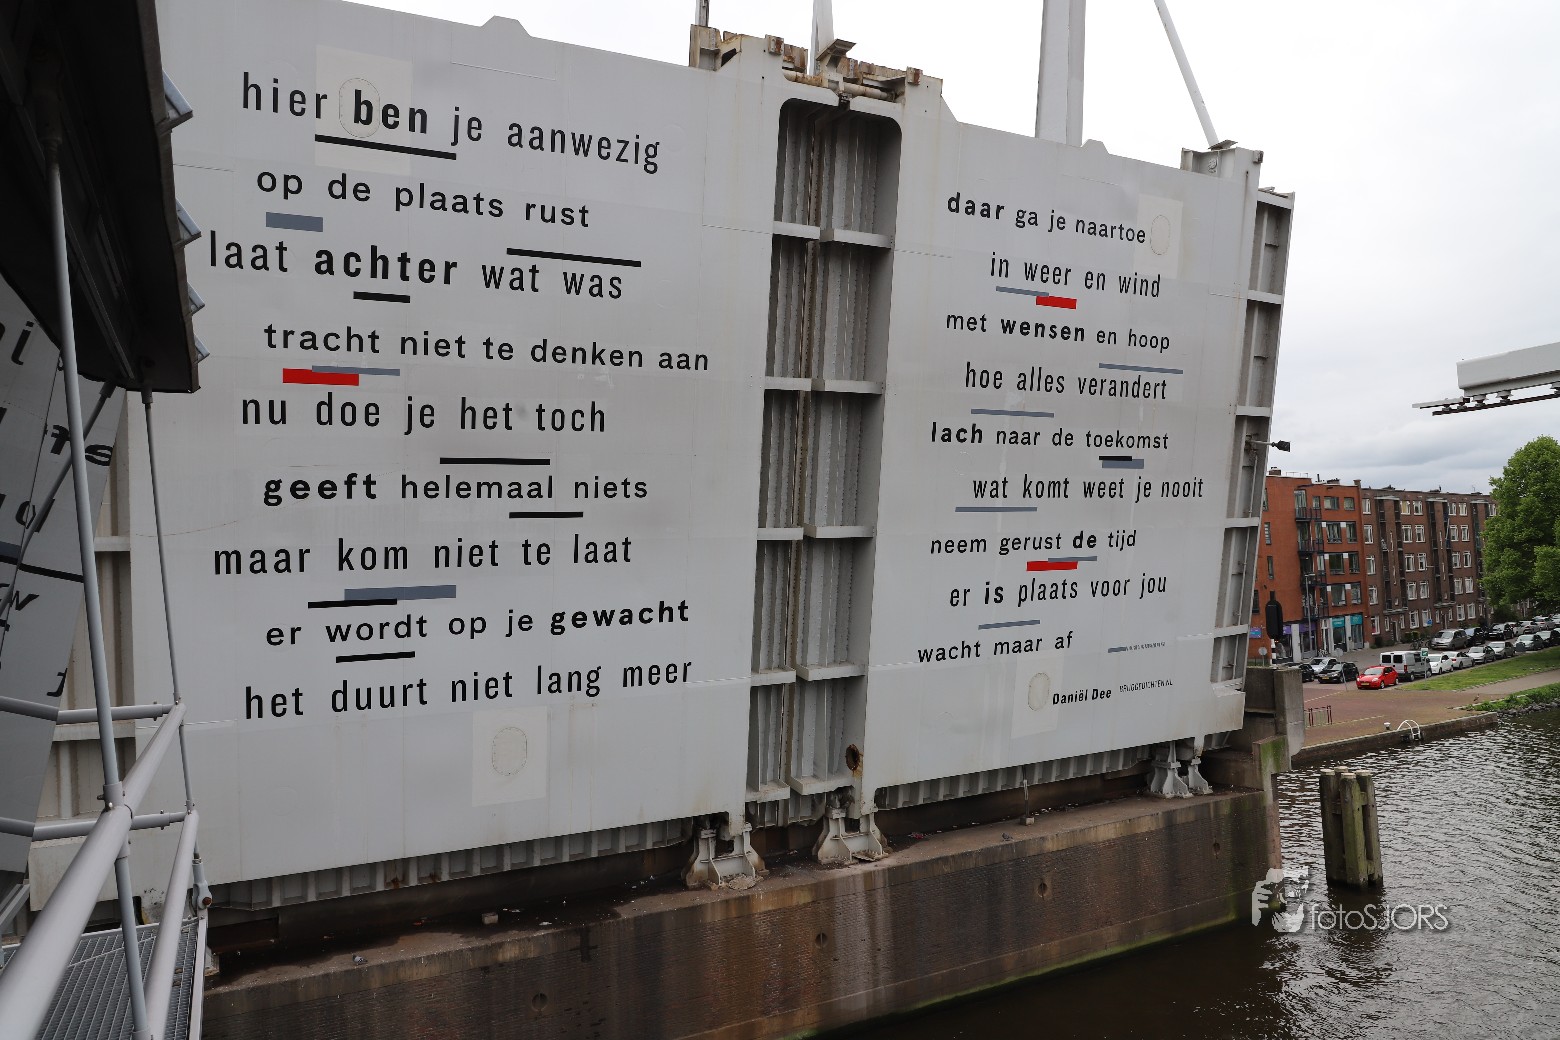 hier ben je aanwezig
op de plaats rust
laat achter wat was
tracht niet te denken aan
nu doe je het toch
geeft helemaal niets
maar kom niet te laat
er wordt op je gewacht
het duurt niet lang meer
daar ga je naartoe
in weer en wind
met wensen en hoop
hoe alles verandert
lach naar de toekomst
wat komt weet je nooit
neem gerust de tijd
er is plaats voor jou
wacht maar af
Daniël Dee
BRUGGEDICHTEN.NL
fotoSJORS